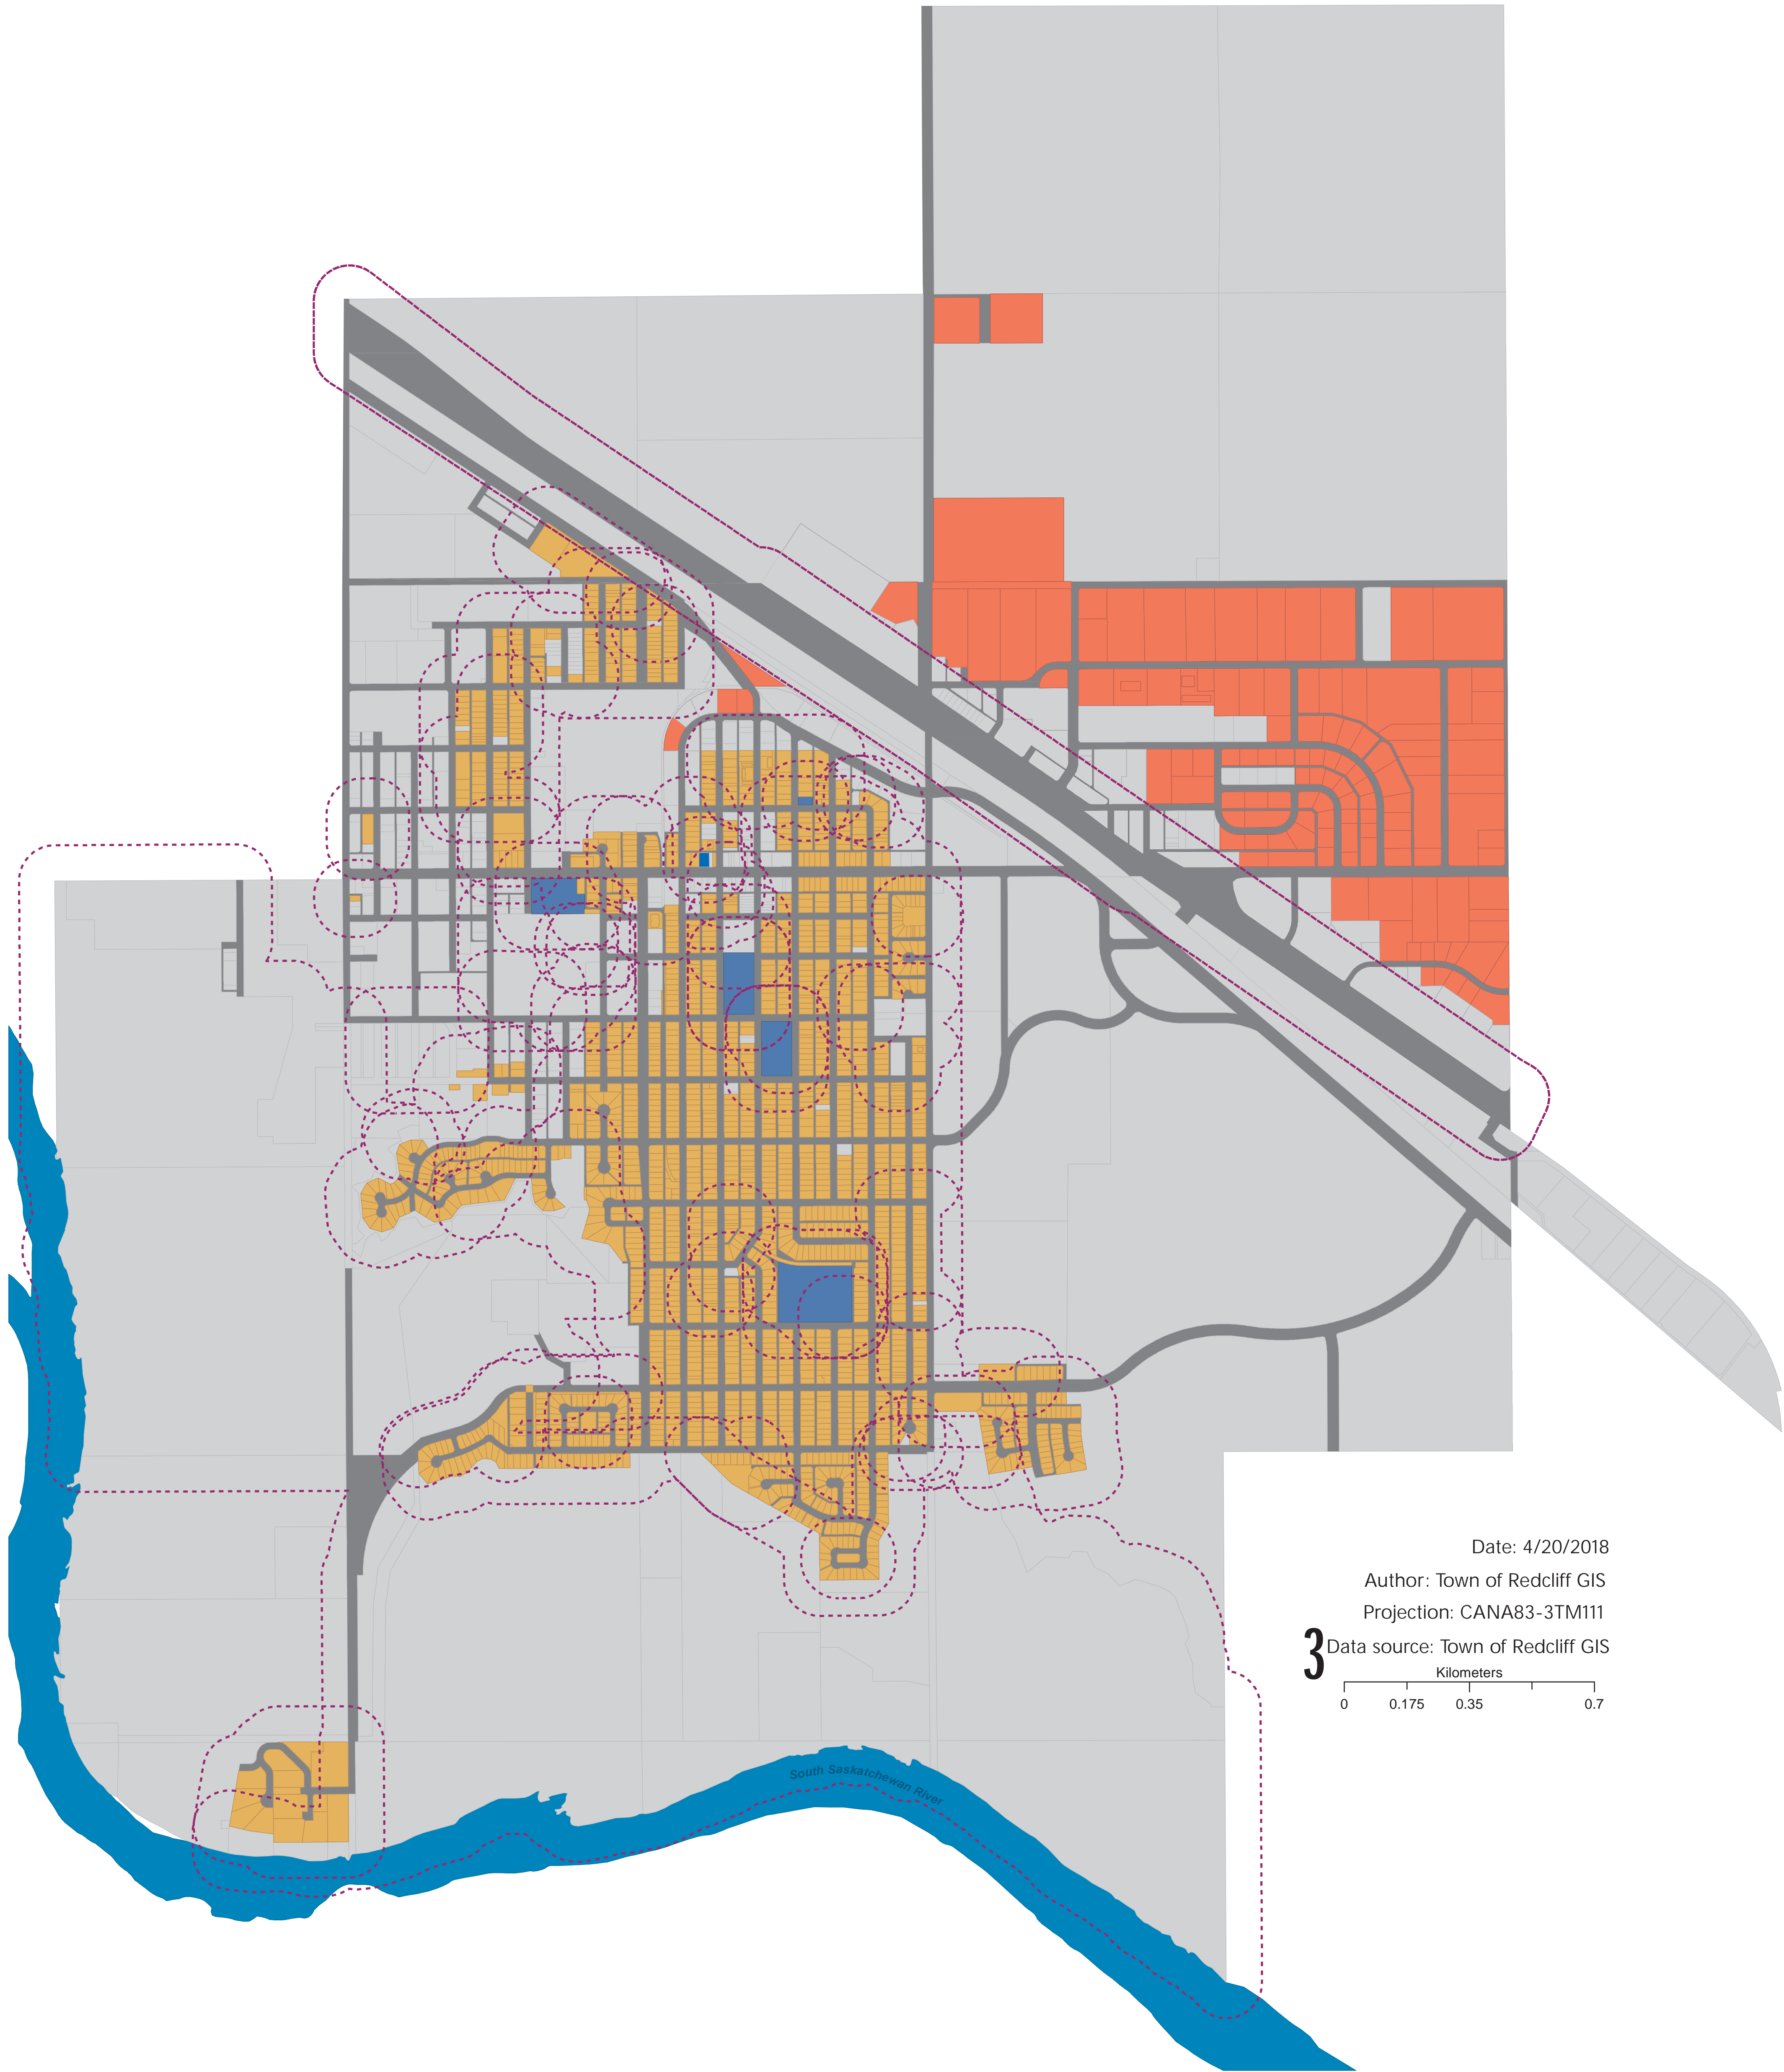 South Saskatchewan River
Date: 4/20/2018
Author: Town of Redcliff GIS
Projection: CANA83-3TM111
3
Data source: Town of Redcliff GIS
Kilometers
0 0.175 0.35 0.7